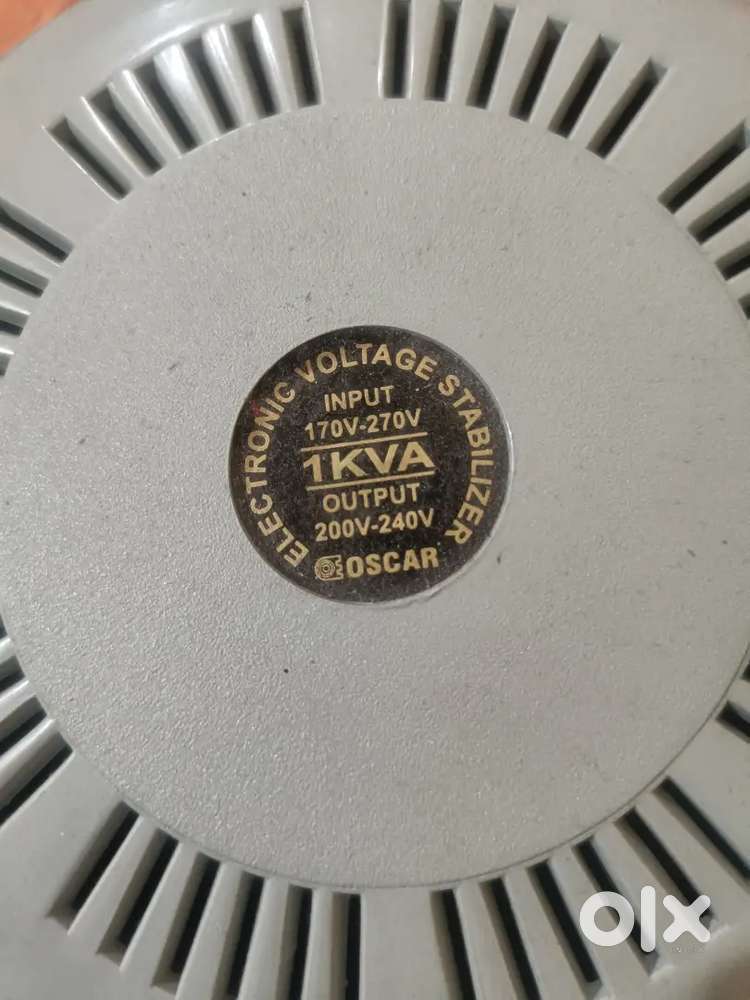 ELECTRONIC VOLTAGE STABILIZER
INPUT
170V-270V
1KVA
OUTPUT
200V-240V
OSCAR
olx